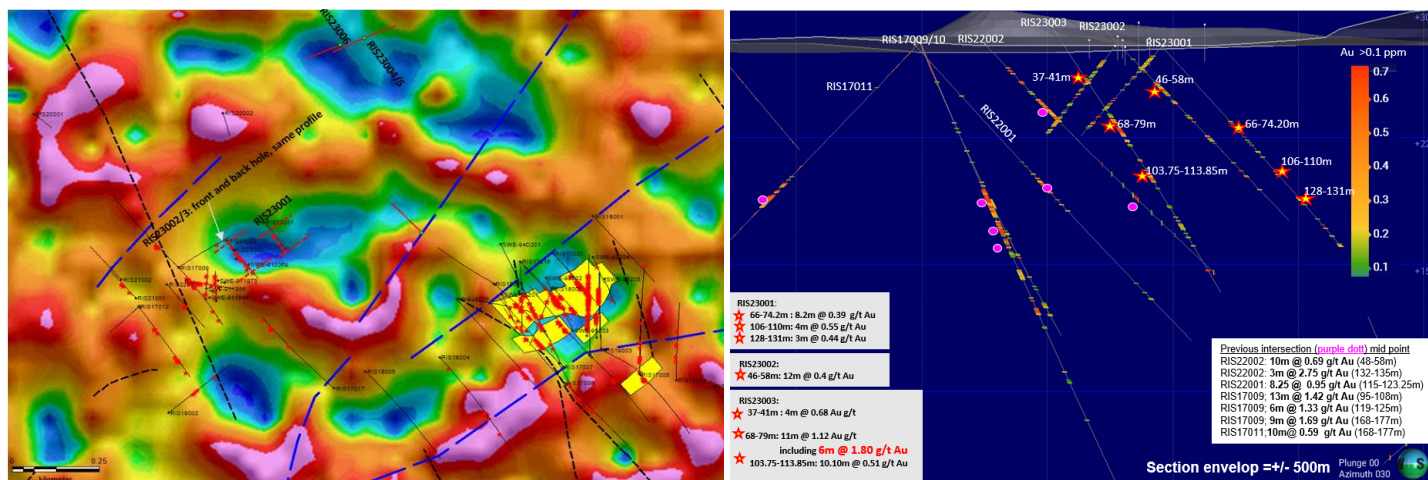 RIS23006
RIS23004/5
RIS20001
RIS20002
RIS23002/3: front and back hole, same profile
RIS23001
RIS18001
SWE-94D201
RIS17009
RIS21002
RIS21001
RIS17012
RIS18004
RIS18005
RIS17017
RIS17007
RIS19002
0.25
kilometer
RIS23003
RIS23002
RIS17009/10
RIS22002
RIS23001
37-41m
46-58m
RIS17011
RIS22001
68-79m
66-74.20m
103.75-113.85m
106-110m
128-131m
Au >0.1 ppm
0.7
0.6
0.5
0.4
0.3
0.2
0.1
RIS23001:
66-74.2m : 8.2m @ 0.39 g/t Au
106-110m: 4m @ 0.55 g/t Au
128-131m: 3m @ 0.44 g/t Au
RIS23002:
46-58m: 12m @ 0.4 g/t Au
RIS23003:
37-41m : 4m @ 0.68 Au g/t
68-79m: 11m @ 1.12 Au g/t
including 6m @ 1.80 g/t Au
103.75-113.85m: 10.10m @ 0.51 g/t Au
Previous intersection (purple dott) mid point
RIS22002: 10m @ 0.69 g/t Au (48-58m)
RIS22002: 3m @ 2.75 g/t Au (132-135m)
RIS22001: 8.25 @ 0.95 g/t Au (115-123.25m)
RIS17009; 13m @ 1.42 g/t Au (95-108m)
RIS17009; 6m @ 1.33 g/t Au (119-125m)
RIS17009; 9m @ 1.69 g/t Au (168-177m)
RIS17011;10m@ 0.59 g/t Au (168-177m)
Section envelop =+/- 500m
Plunge 00
Azimuth 030